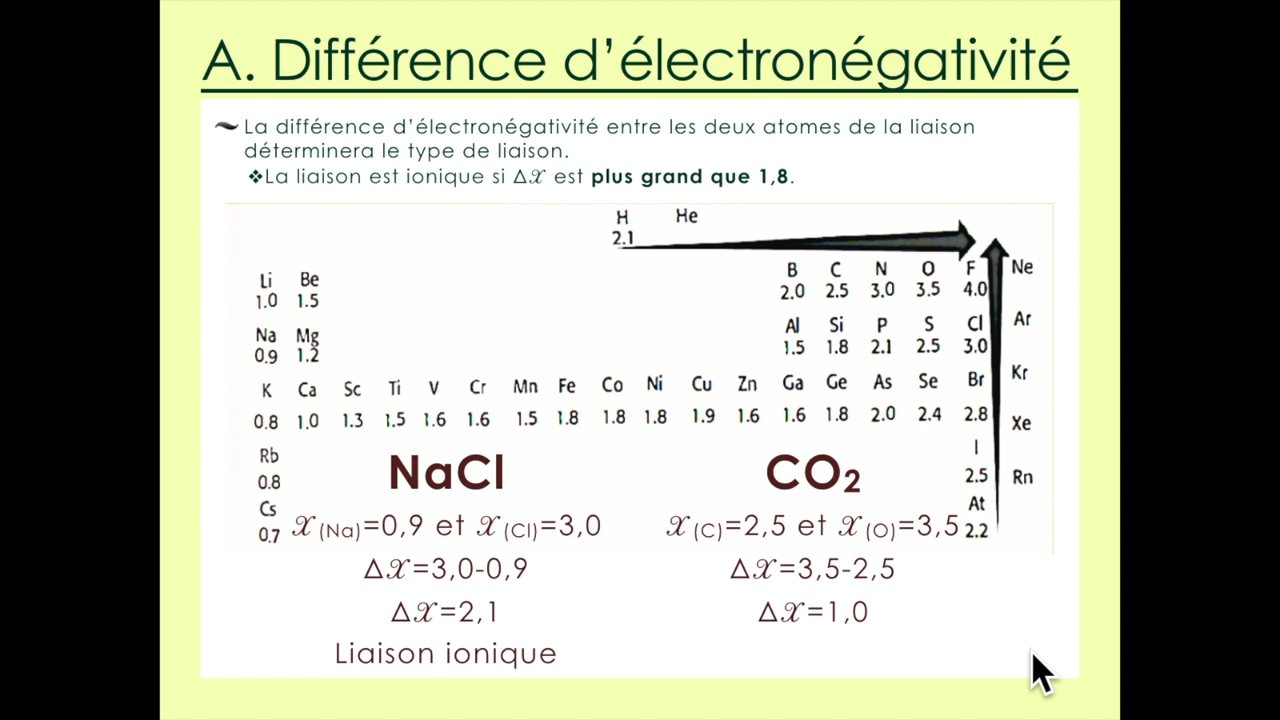 A. Différence d’électronégativité
La différence d’électronégativité entre les deux atomes de la liaison
déterminera le type de liaison.
❖La liaison est ionique si Δ𝒳 est plus grand que 1,8.
H He
2.1
Li Be B C N O F Ne
1.0 1.5 2.0 2.5 3.0 3.5 4.0
Na Mg Al Si P S Cl Ar
0.9 1.2 1.5 1.8 2.1 2.5 3.0
K Ca Sc Ti V Cr Mn Fe Co Ni Cu Zn Ga Ge As Se Br Kr
0.8 1.0 1.3 1.5 1.6 1.6 1.5 1.8 1.8 1.8 1.9 1.6 1.6 1.8 2.0 2.4 2.8
Rb I Xe
0.8 2.5 Rn
Cs At
0.7 2.2
NaCl
𝒳(Na)=0,9 et 𝒳(Cl)=3,0
Δ𝒳=3,0-0,9
Δ𝒳=2,1
Liaison ionique
CO₂
𝒳(C)=2,5 et 𝒳(O)=3,5
Δ𝒳=3,5-2,5
Δ𝒳=1,0